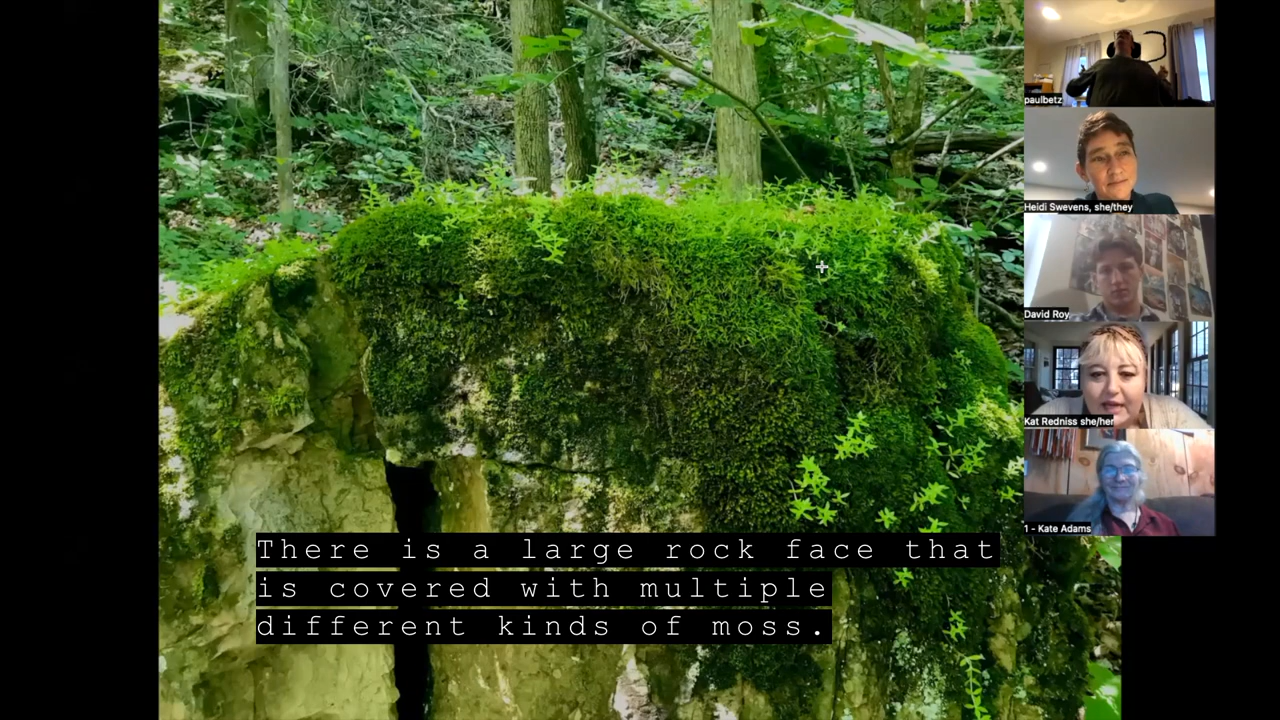 paulbetz
Heidi Swevens, she/they
David Roy
Kat Redniss she/her
1 - Kate Adams
There is a large rock face that
is covered with multiple
different kinds of moss.